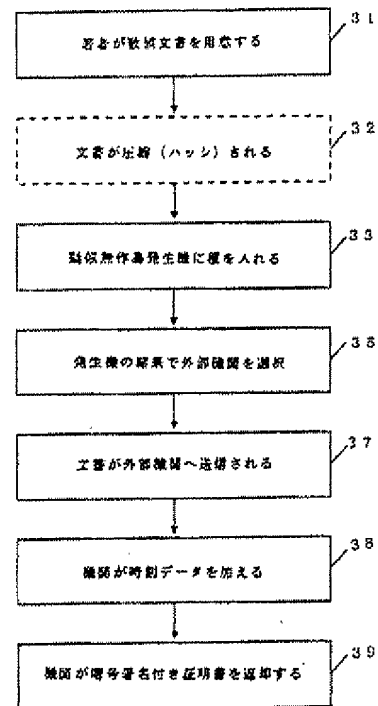 31
著者が数値文書を用意する
32
文書が圧縮（ハッシ）される
33
疑似無作為発生機に種を入れる
35
発生機の結果で外部機関を選択
37
文書が外部機関へ送信される
38
機関が時刻データを加える
39
機関が暗号署名付き証明書を返却する